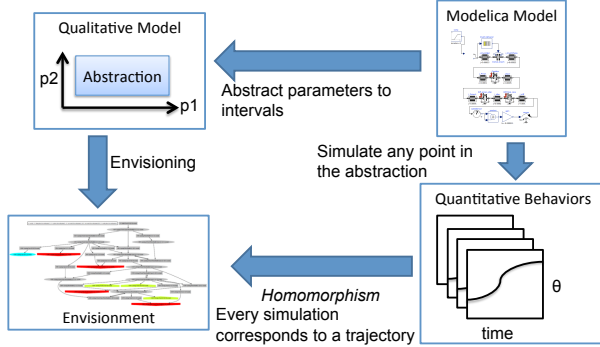 Qualitative Model
p2
Abstraction
p1
Modelica Model
Abstract parameters to
intervals
Envisioning
Simulate any point in
the abstraction
Quantitative Behaviors
θ
time
Homomorphism
Every simulation
corresponds to a trajectory
Envisionment